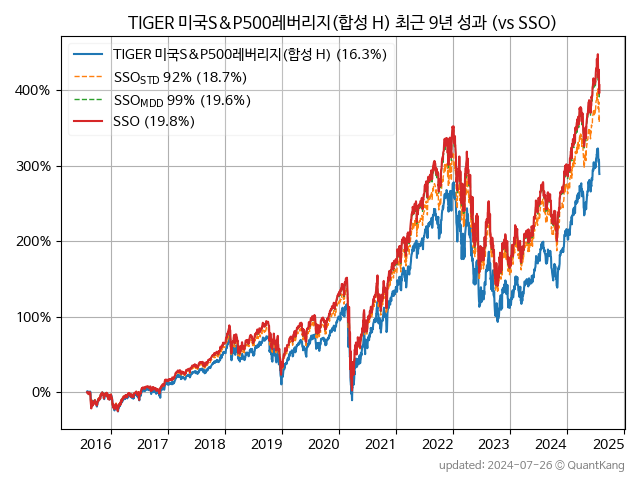 TIGER 미국S&P500레버리지(합성 H) 최근 9년 성과 (vs SSO)
TIGER 미국S&P500레버리지(합성 H) (16.3%)
SSO_STD 92% (18.7%)
SSO_MDD 99% (19.6%)
SSO (19.8%)
400%
300%
200%
100%
0%
2016 2017 2018 2019 2020 2021 2022 2023 2024 2025
updated: 2024-07-26 © QuantKang